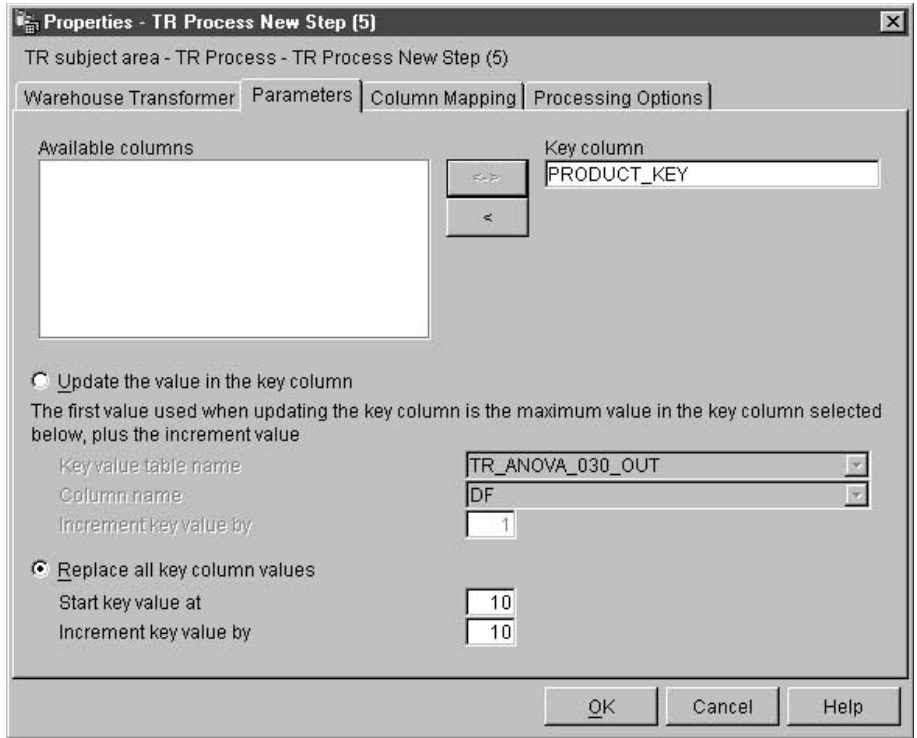 Properties - TR Process New Step (5)
TR subject area - TR Process - TR Process New Step (5)
Warehouse Transformer Parameters Column Mapping Processing Options
Available columns
Key column
<->
PRODUCT_KEY
<
Update the value in the key column
The first value used when updating the key column is the maximum value in the key column selected
below, plus the increment value
Key value table name TR_ANOVA_030_OUT
Column name DF
Increment key value by 1
Replace all key column values
Start key value at 10
Increment key value by 10
OK Cancel Help